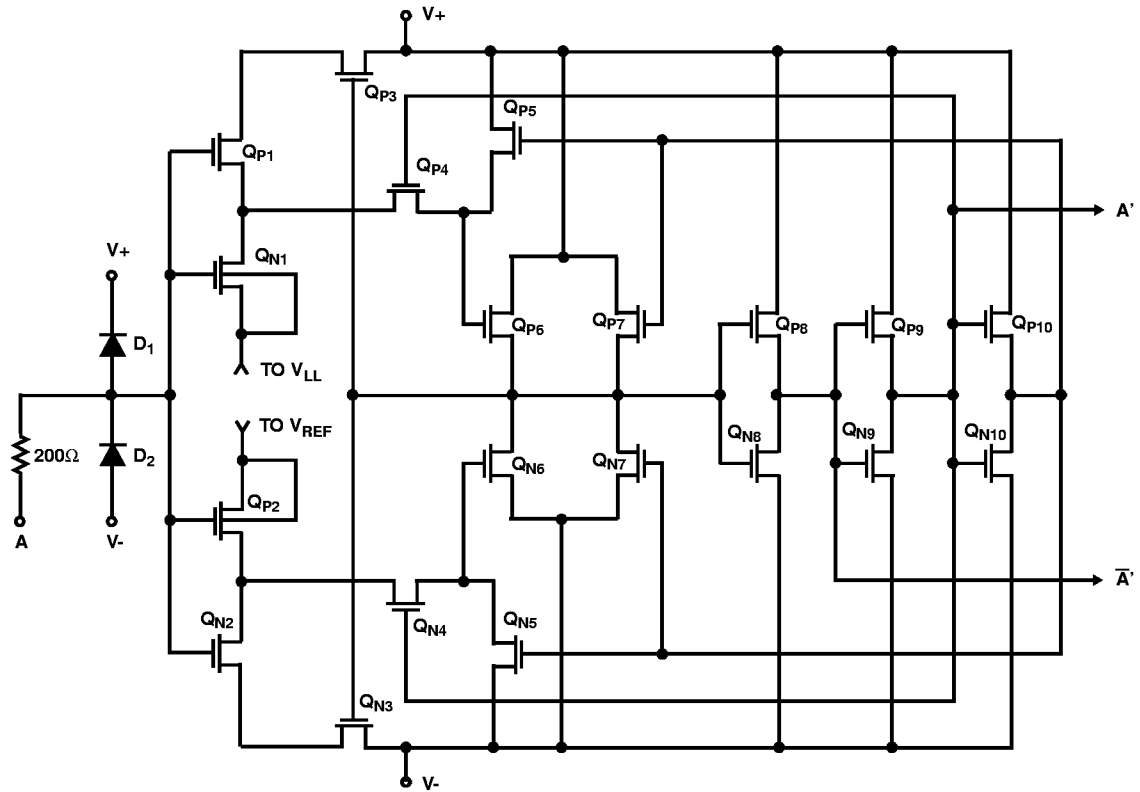 V+
QP3
QP5
QP1
QP4
A'
QN1
V+
D1
QP6
QP7
QP8
QP9
QP10
TO VLL
TO VREF
200Ω
D2
QN6
QN7
QN8
QN9
QN10
QP2
A
V-
A̅'
QN2
QN4
QN5
QN3
V-